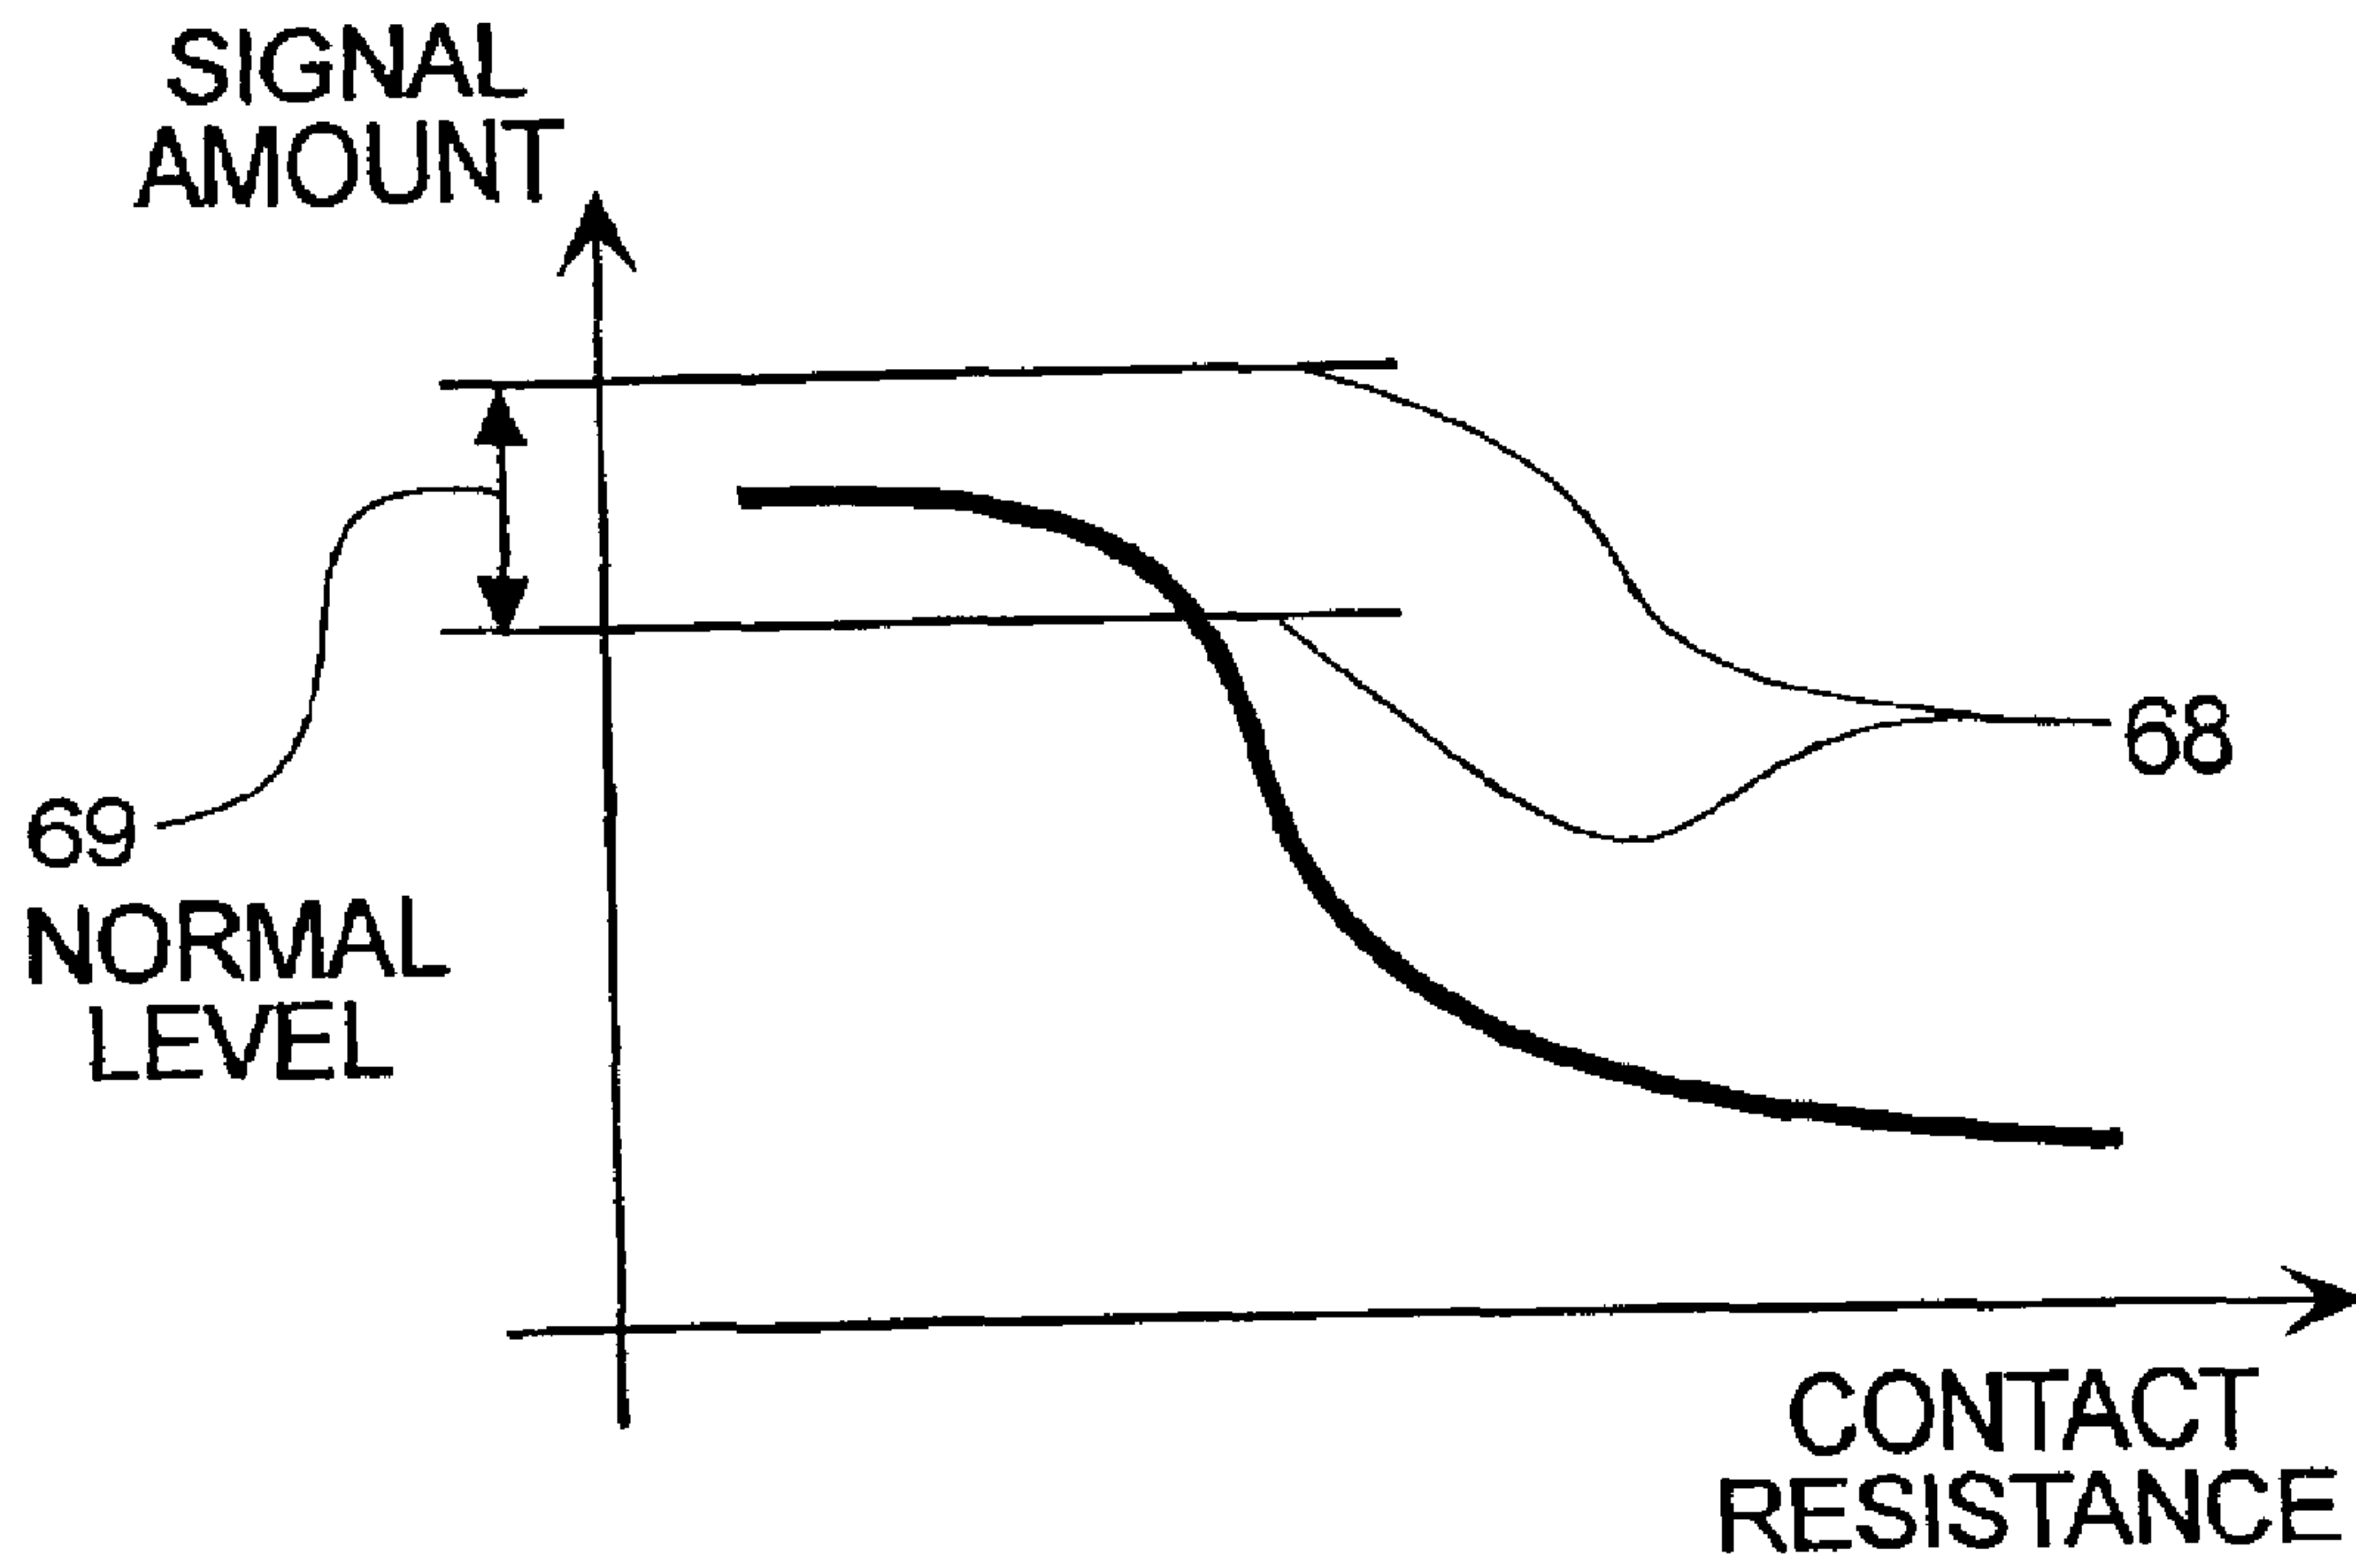 SIGNAL
AMOUNT
68
69
NORMAL
LEVEL
CONTACT
RESISTANCE